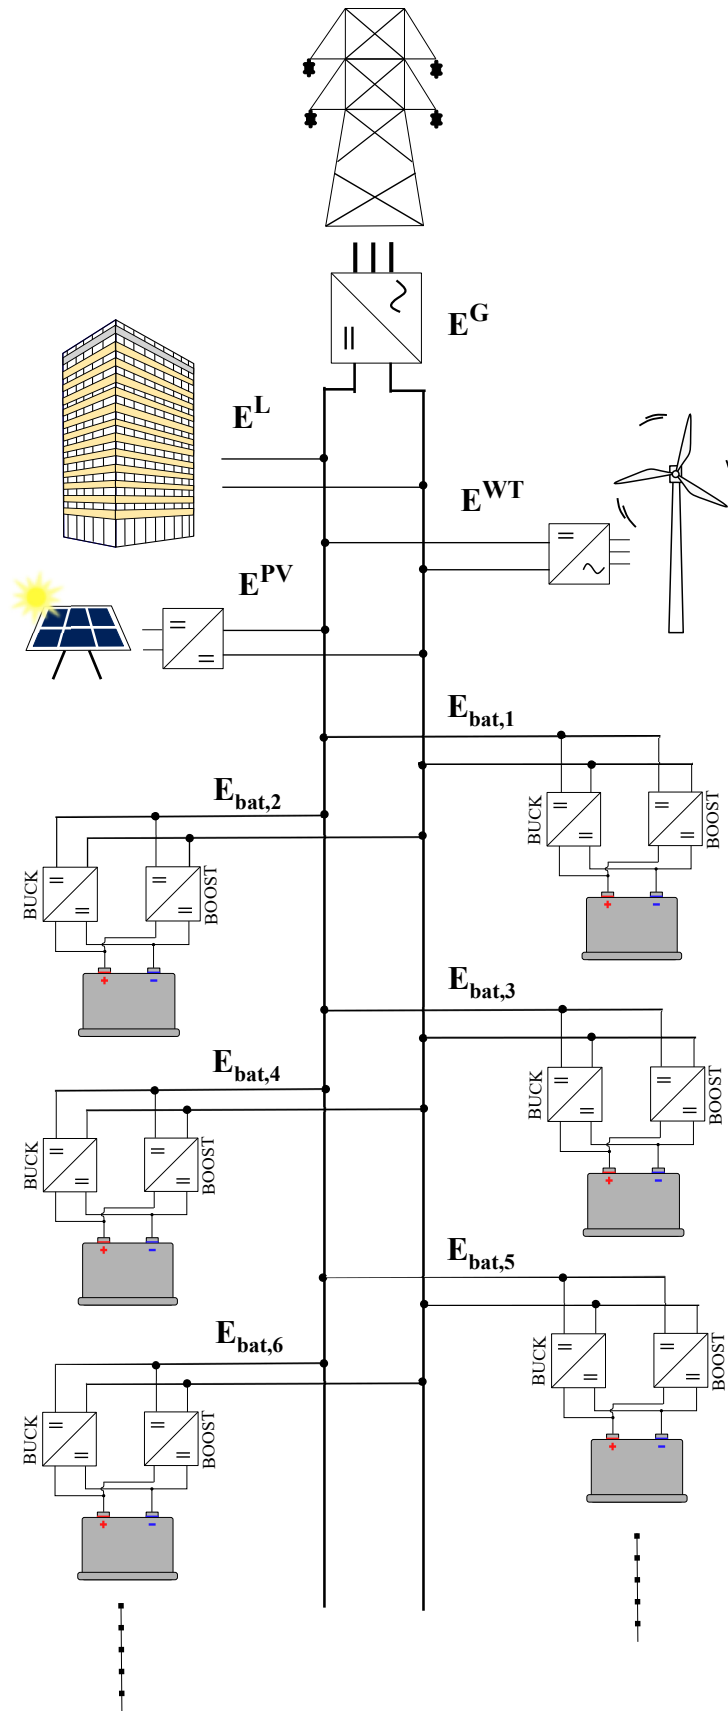 E^G
E^L
E^WT
E^PV
E_bat,1
E_bat,2
BUCK
BOOST
BUCK
BOOST
+
-
+
-
E_bat,3
E_bat,4
BUCK
BOOST
BUCK
BOOST
+
-
+
-
E_bat,5
E_bat,6
BUCK
BOOST
BUCK
BOOST
+
-
+
-